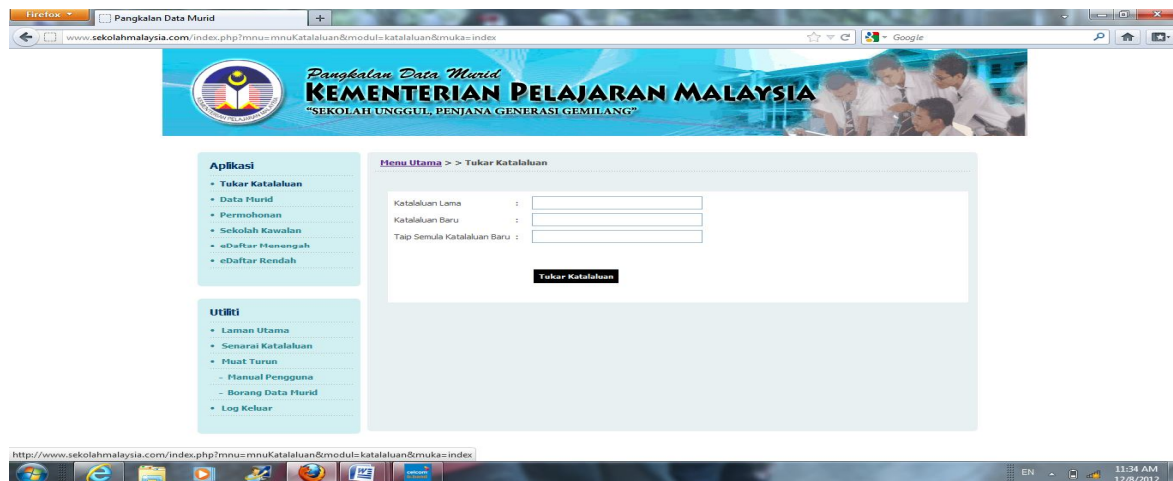 Firefox
Pangkalan Data Murid
+
www.sekolahmalaysia.com/index.php?mnu=mnuKatalaluan&modul=katalaluan&muka=index
Google
Pangkalan Data Murid
KEMENTERIAN PELAJARAN MALAYSIA
"SEKOLAH UNGGUL, PENJANA GENERASI GEMILANG"
Aplikasi
• Tukar Katalaluan
• Data Murid
• Permohonan
• Sekolah Kawalan
• eDaftar Menengah
• eDaftar Rendah
Utiliti
• Laman Utama
• Senarai Katalaluan
• Muat Turun
- Manual Pengguna
- Borang Data Murid
• Log Keluar
Menu Utama > > Tukar Katalaluan
Katalaluan Lama :
Katalaluan Baru :
Taip Semula Katalaluan Baru :
Tukar Katalaluan
http://www.sekolahmalaysia.com/index.php?mnu=mnuKatalaluan&modul=katalaluan&muka=index
celcom
EN
11:34 AM
12/8/2012